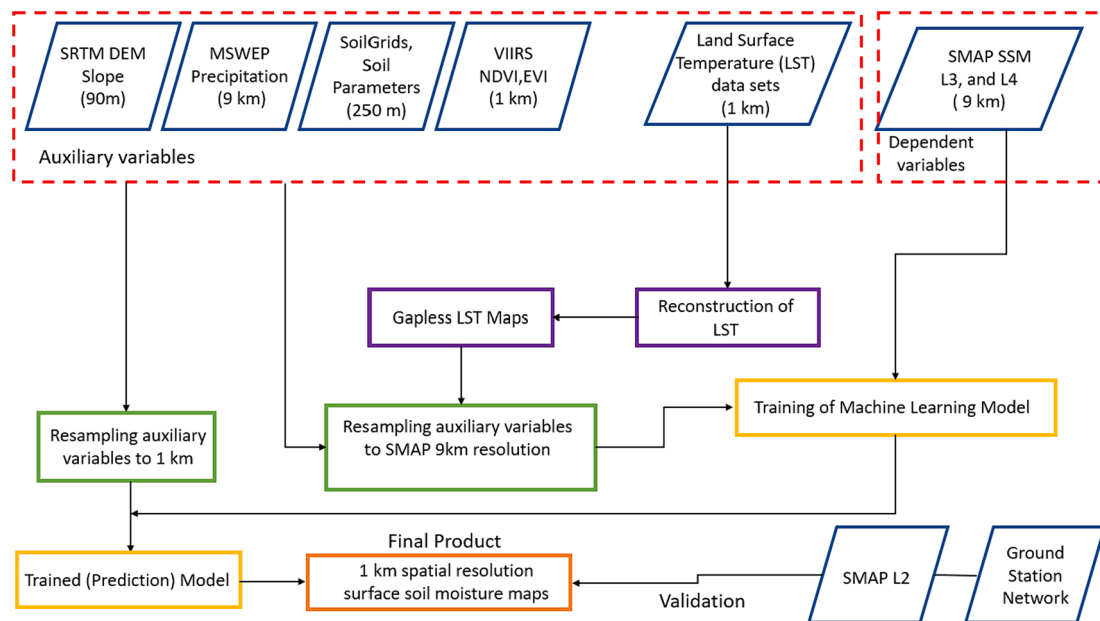 SRTM DEM
Slope
(90m)
MSWEP
Precipitation
(9 km)
SoilGrids,
Soil
Parameters
(250 m)
VIIRS
NDVI,EVI
(1 km)
Land Surface
Temperature (LST)
data sets
(1 km)
SMAP SSM
L3, and L4
( 9 km)
Auxiliary variables
Dependent
variables
Gapless LST Maps
Reconstruction of
LST
Resampling auxiliary
variables to 1 km
Resampling auxiliary variables
to SMAP 9km resolution
Training of Machine Learning Model
Trained (Prediction) Model
Final Product
1 km spatial resolution
surface soil moisture maps
Validation
SMAP L2
Ground
Station
Network